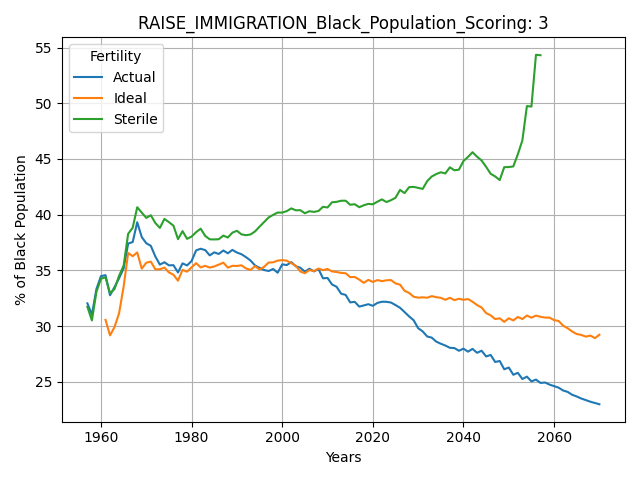 RAISE_IMMIGRATION_Black_Population_Scoring: 3
Fertility
Actual
Ideal
Sterile
% of Black Population
55
50
45
40
35
30
25
1960
1980
2000
2020
2040
2060
Years